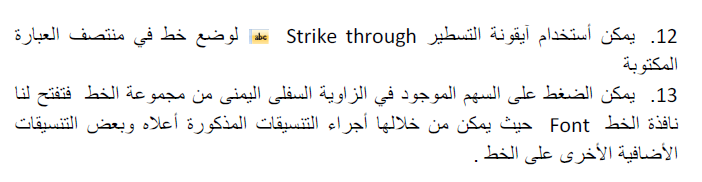 12. يمكن أستخدام آيقونة التسطير Strike through abc لوضع خط في منتصف العبارة
المكتوبة
13. يمكن الضغط على السهم الموجود في الزاوية السفلى اليمنى من مجموعة الخط فتفتح لنا
نافذة الخط Font حيث يمكن من خلالها أجراء التنسيقات المذكورة أعلاه وبعض التنسيقات
الأضافية الأخرى على الخط .